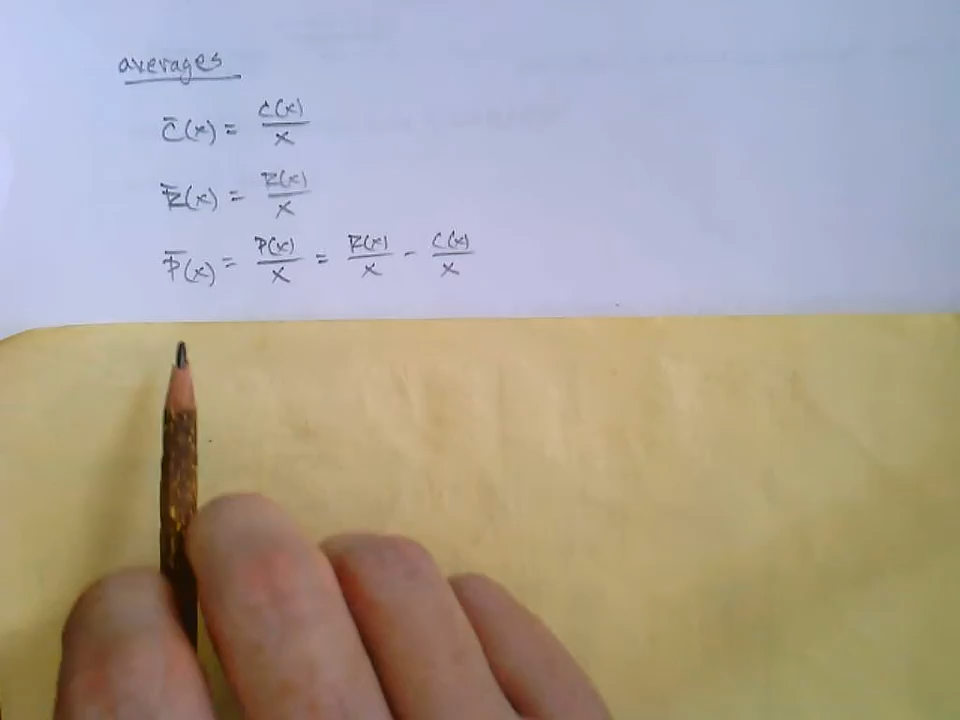 averages
C̄(x) = C(x)/x
R̄(x) = R(x)/x
P̄(x) = P(x)/x = R(x)/x - C(x)/x